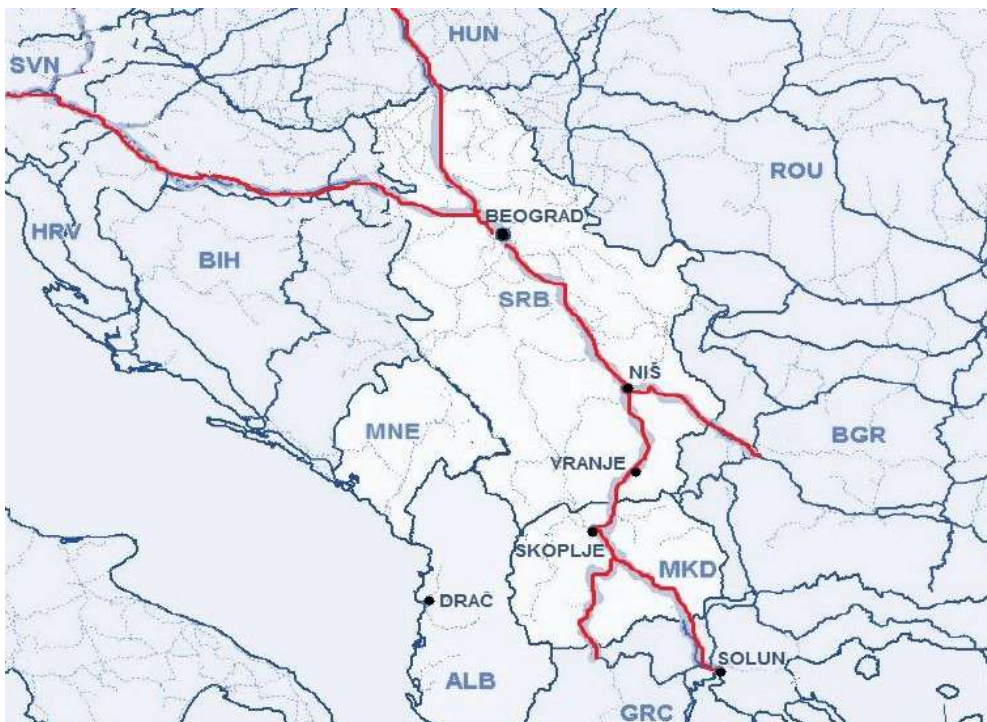 HUN
SVN
ROU
BEOGRAD
HRV
BIH
SRB
NIŠ
MNE
BGR
VRANJE
SKOPLJE
MKD
DRAČ
SOLUN
ALB
GRC